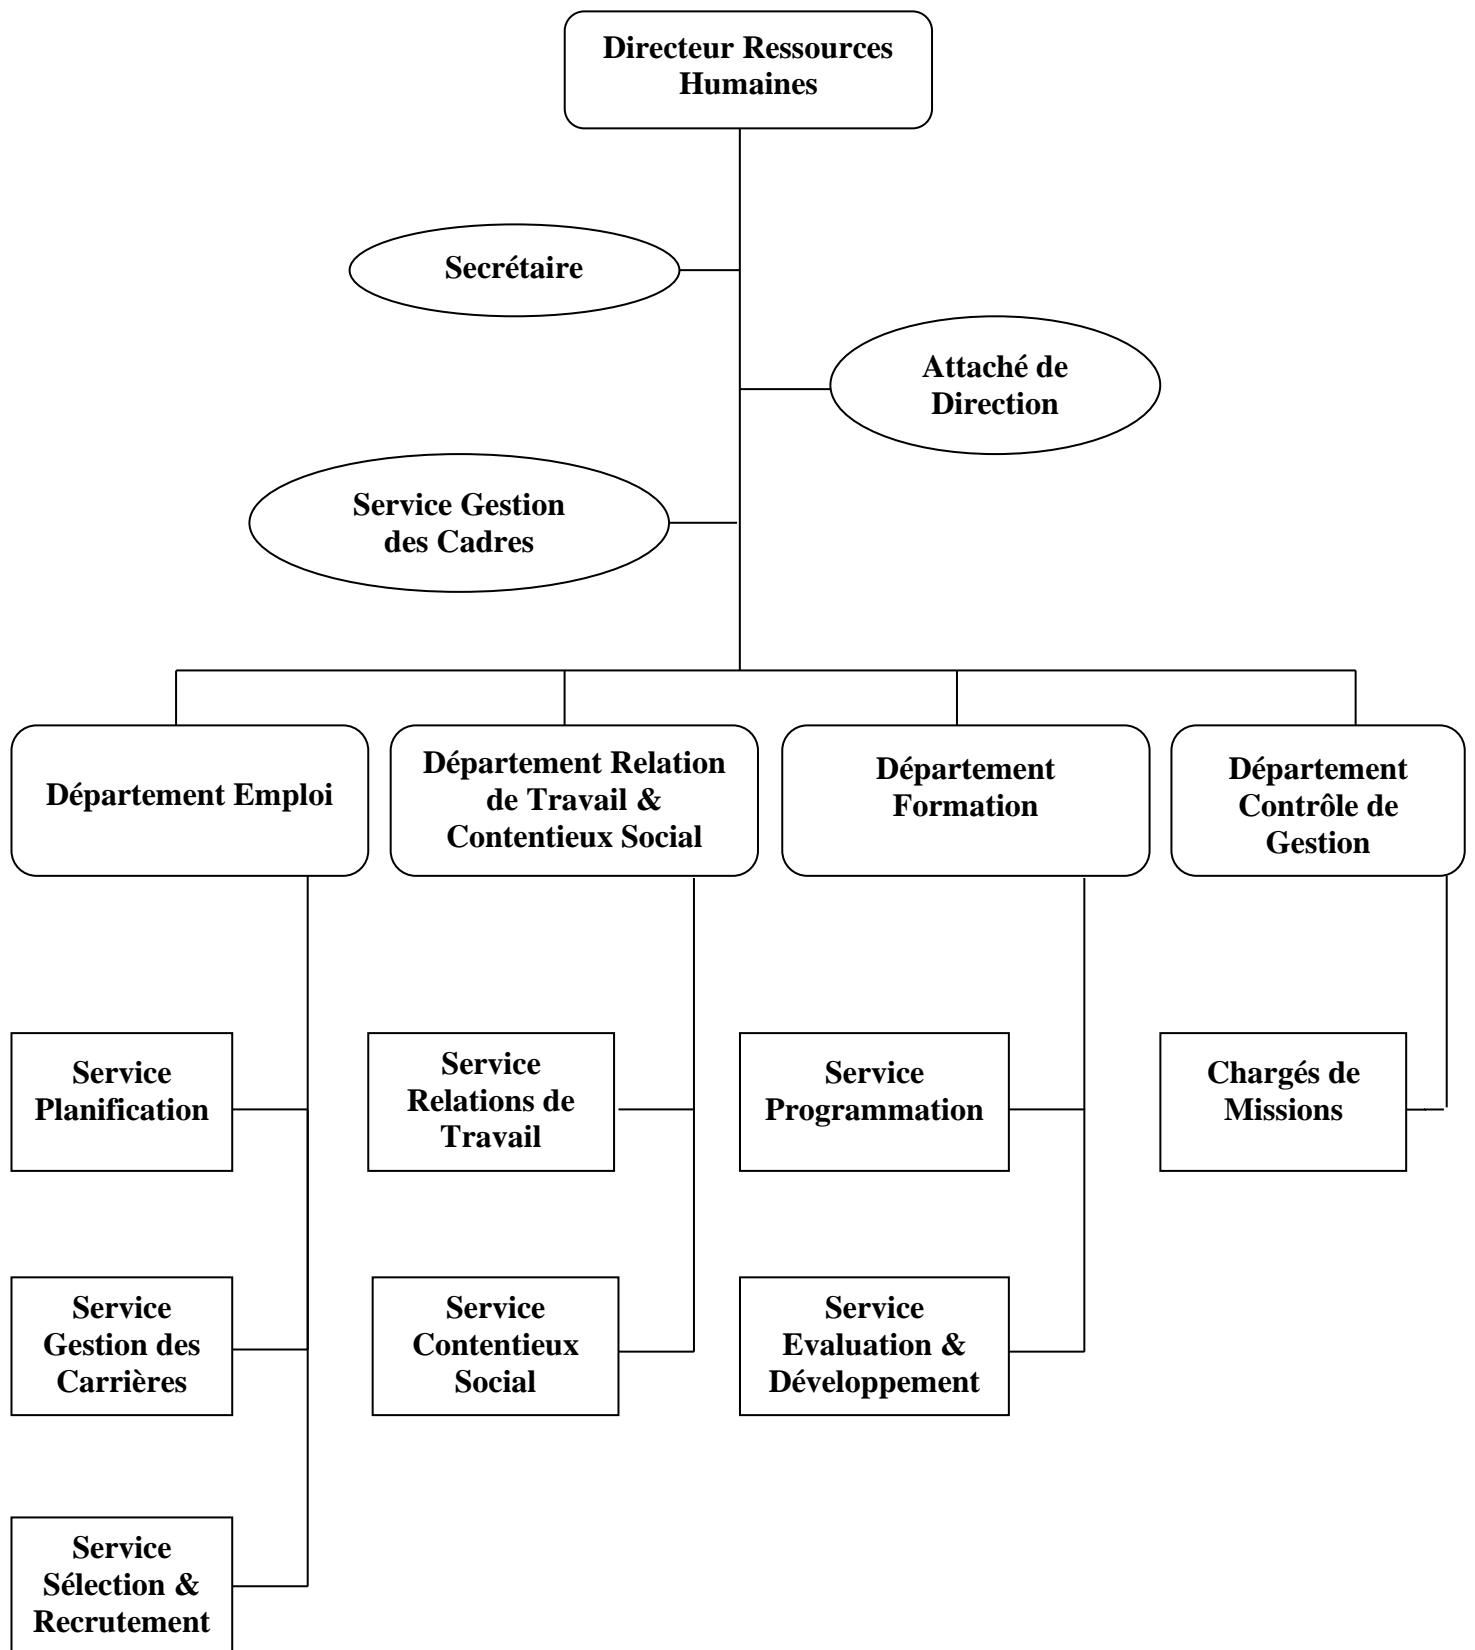 Directeur Ressources
Humaines
Secrétaire
Attaché de
Direction
Service Gestion
des Cadres
Département Emploi
Département Relation
de Travail &
Contentieux Social
Département
Formation
Département
Contrôle de
Gestion
Service
Planification
Service
Relations de
Travail
Service
Programmation
Chargés de
Missions
Service
Gestion des
Carrières
Service
Contentieux
Social
Service
Evaluation &
Développement
Service
Sélection &
Recrutement